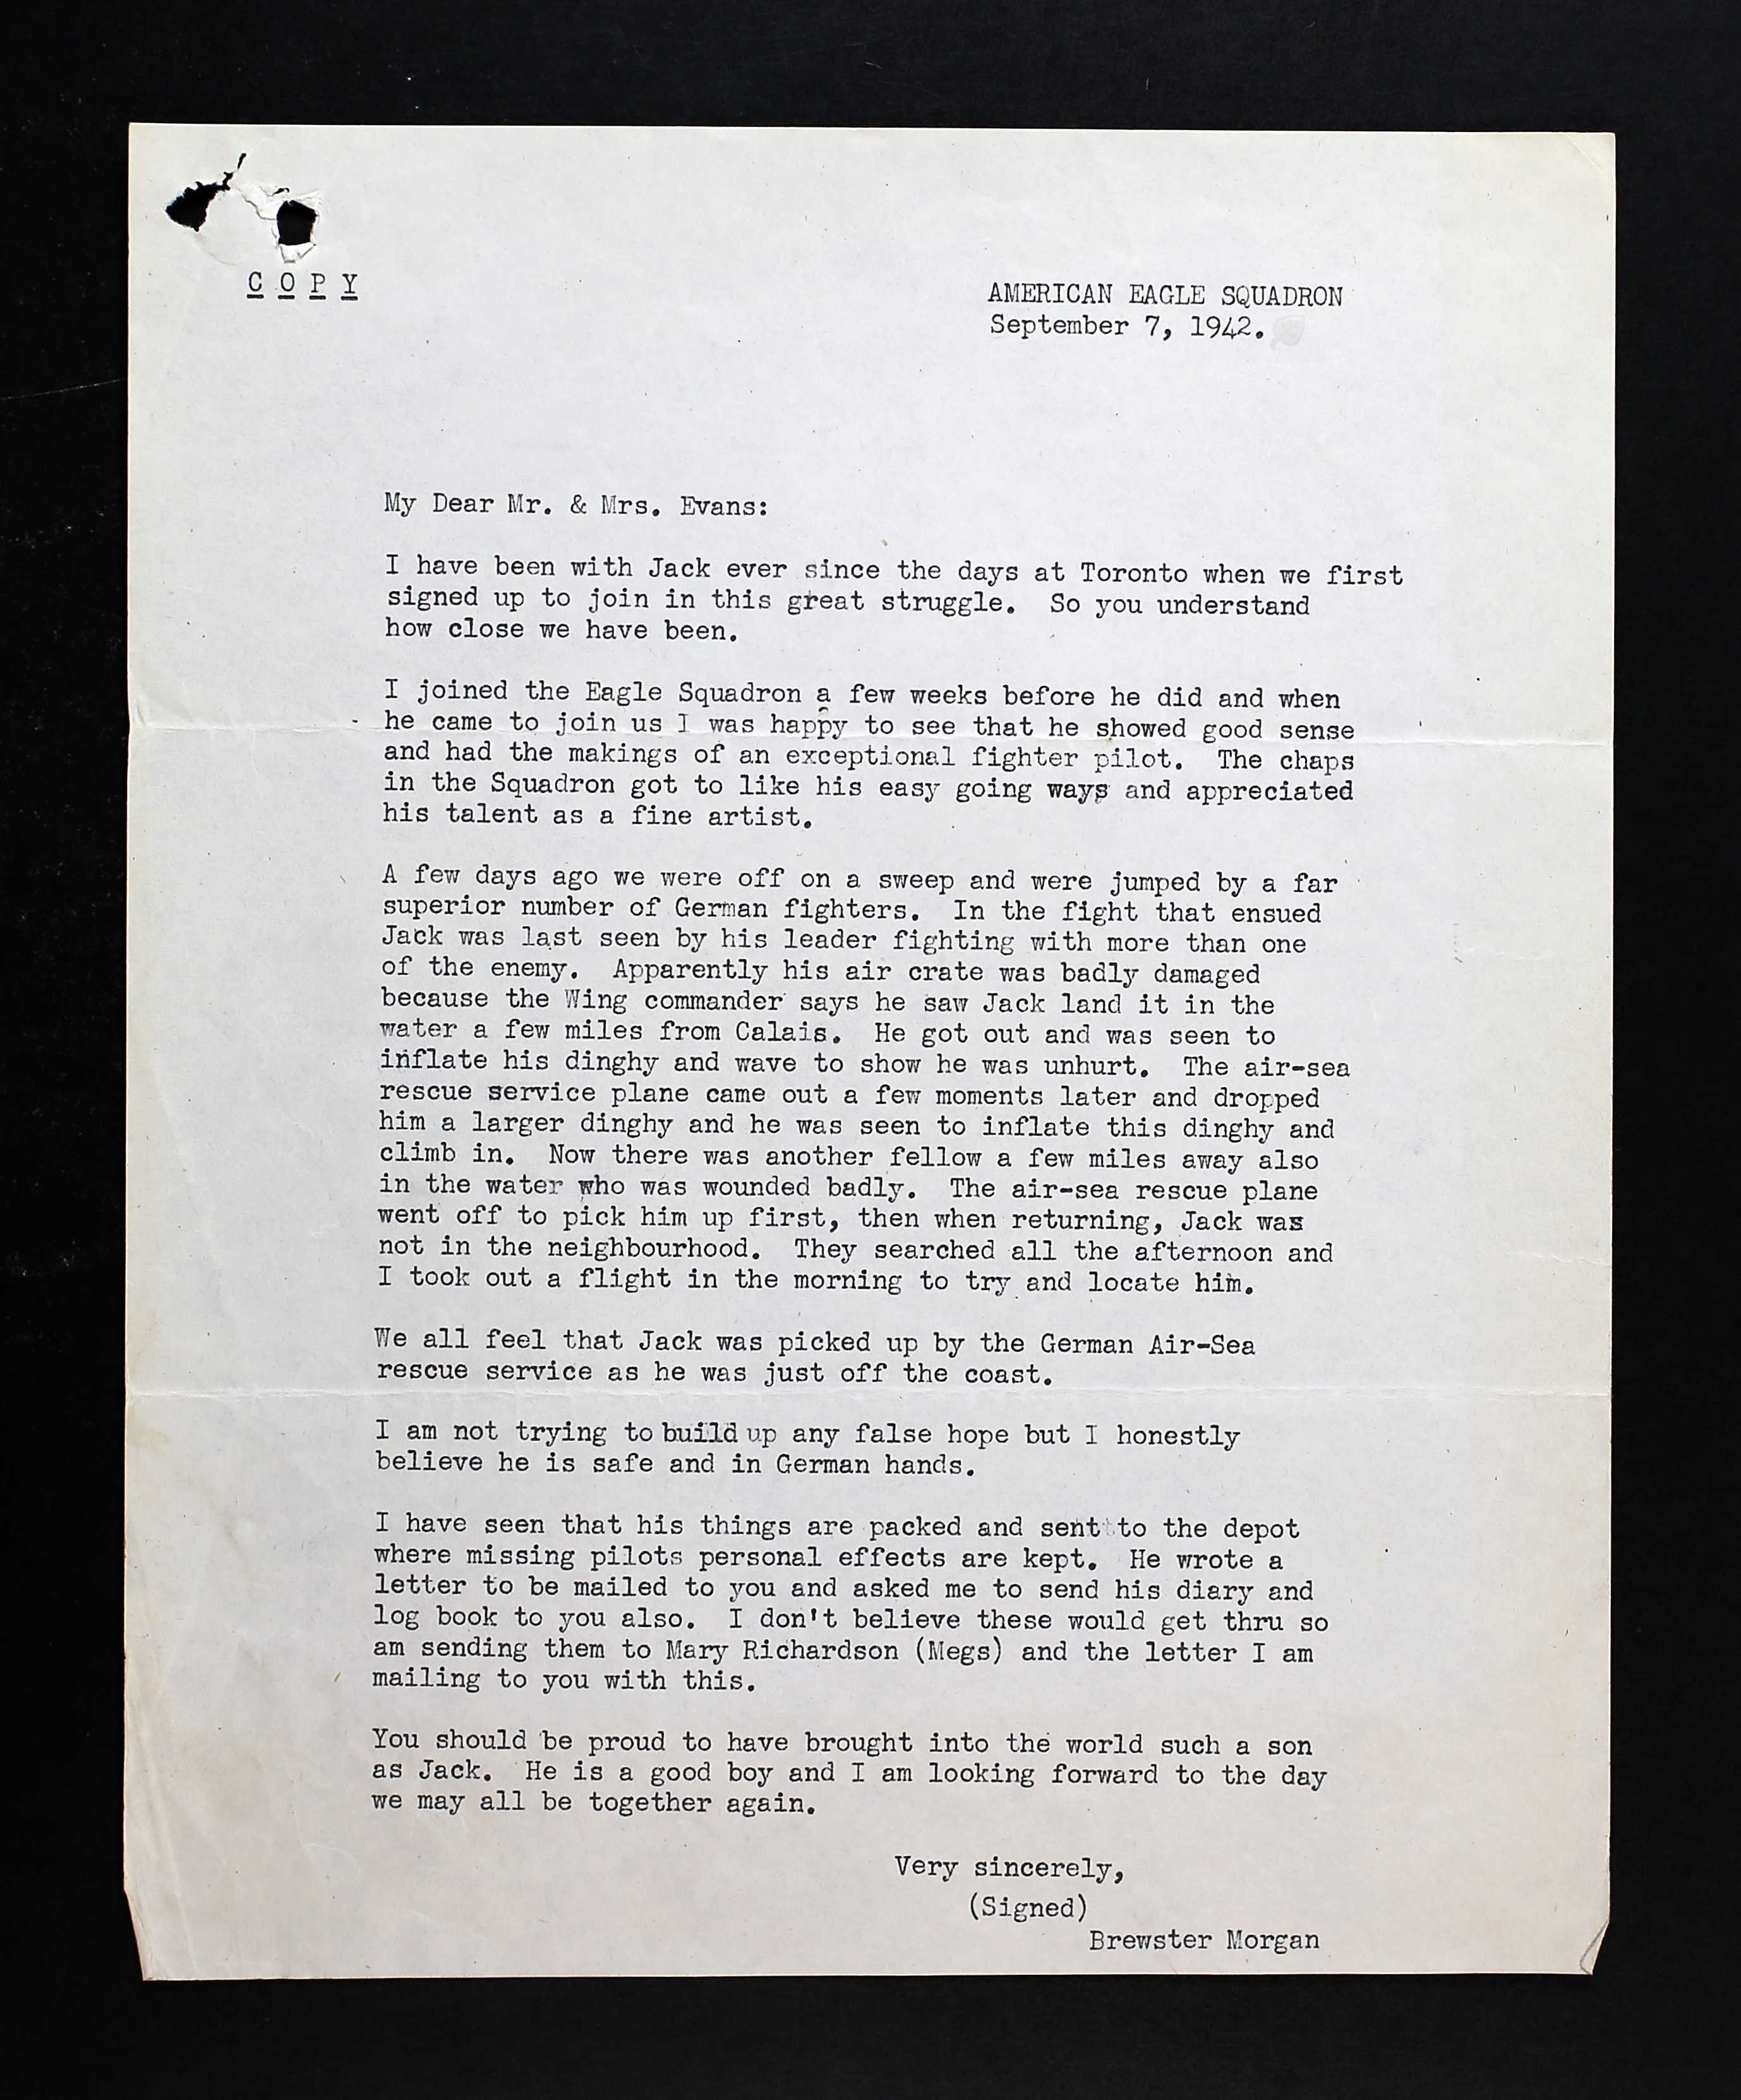 C O P Y
AMERICAN EAGLE SQUADRON
September 7, 1942.
My Dear Mr. & Mrs. Evans:
I have been with Jack ever since the days at Toronto when we first
signed up to join in this great struggle. So you understand
how close we have been.
I joined the Eagle Squadron a few weeks before he did and when
he came to join us I was happy to see that he showed good sense
and had the makings of an exceptional fighter pilot. The chaps
in the Squadron got to like his easy going ways and appreciated
his talent as a fine artist.
A few days ago we were off on a sweep and were jumped by a far
superior number of German fighters. In the fight that ensued
Jack was last seen by his leader fighting with more than one
of the enemy. Apparently his air crate was badly damaged
because the Wing commander says he saw Jack land it in the
water a few miles from Calais. He got out and was seen to
inflate his dinghy and wave to show he was unhurt. The air-sea
rescue service plane came out a few moments later and dropped
him a larger dinghy and he was seen to inflate this dinghy and
climb in. Now there was another fellow a few miles away also
in the water who was wounded badly. The air-sea rescue plane
went off to pick him up first, then when returning, Jack was
not in the neighbourhood. They searched all the afternoon and
I took out a flight in the morning to try and locate him.
We all feel that Jack was picked up by the German Air-Sea
rescue service as he was just off the coast.
I am not trying to build up any false hope but I honestly
believe he is safe and in German hands.
I have seen that his things are packed and sent to the depot
where missing pilots personal effects are kept. He wrote a
letter to be mailed to you and asked me to send his diary and
log book to you also. I don't believe these would get thru so
am sending them to Mary Richardson (Megs) and the letter I am
mailing to you with this.
You should be proud to have brought into the world such a son
as Jack. He is a good boy and I am looking forward to the day
we may all be together again.
Very sincerely,
(Signed)
Brewster Morgan